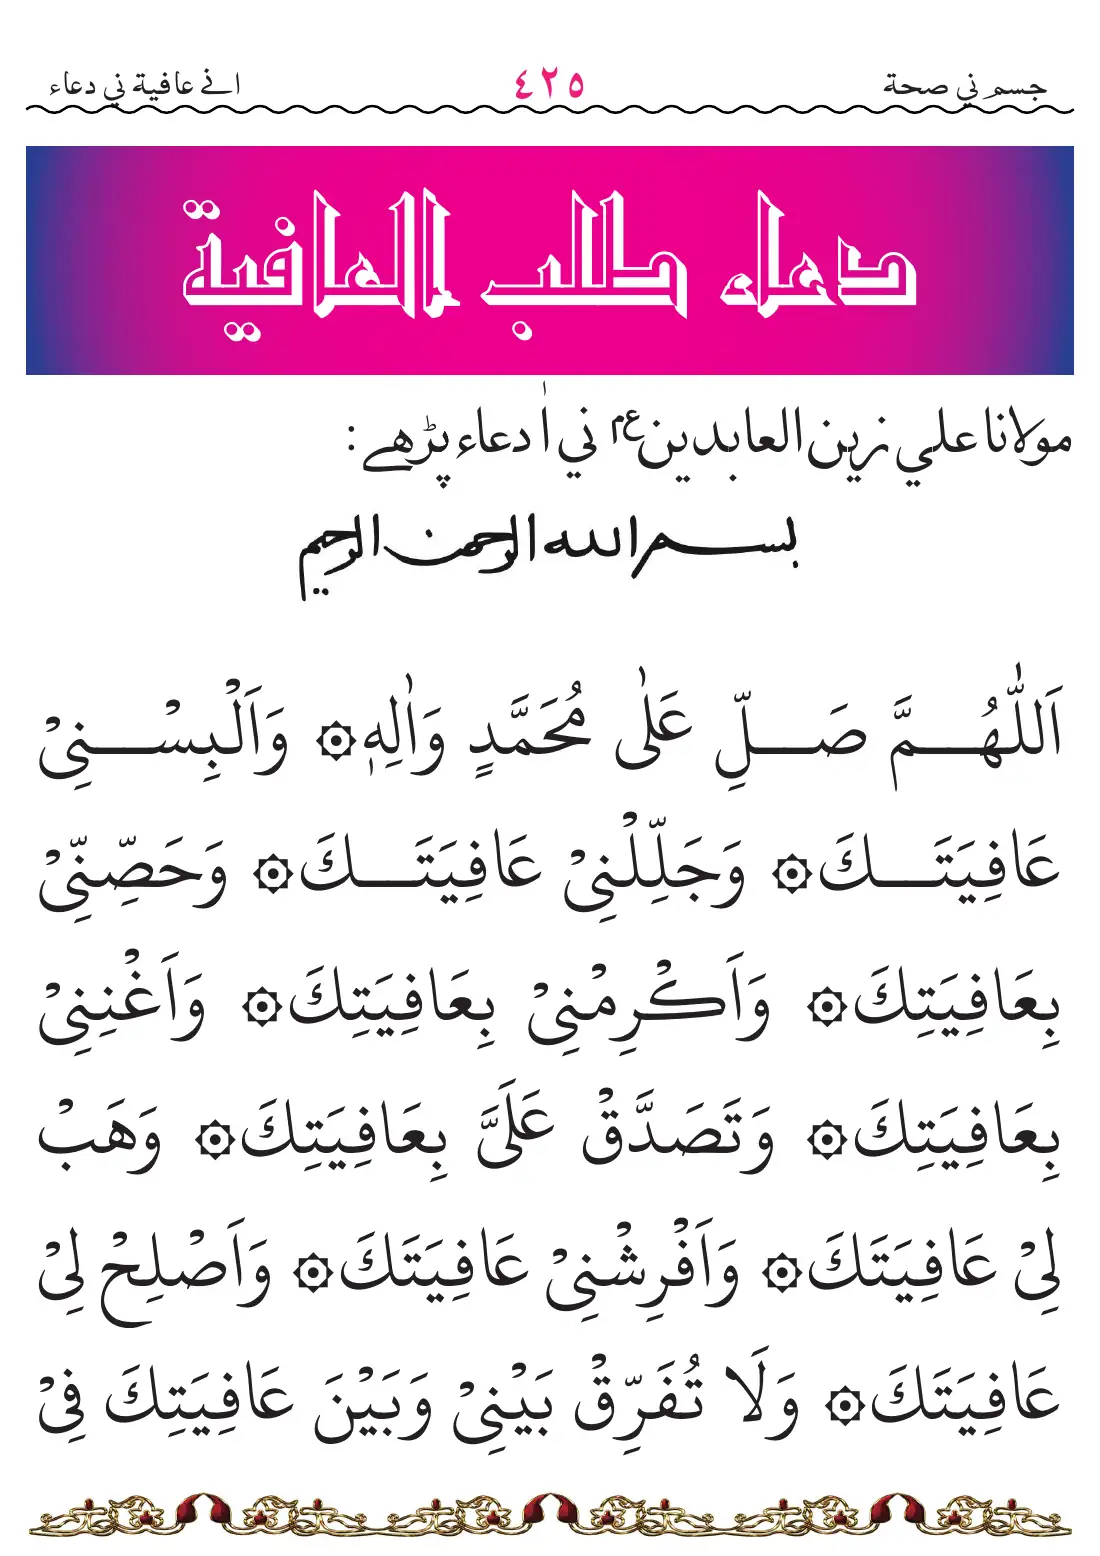 جسم ني صحة
٤٢٥
انے عافية ني دعاء
دعاء طلب العافية
مولانا علي زين العابدين ع م ني اْ دعاء پڑھے:
بسم الله الرحمن الرحيم
اَللّٰهُمَّ صَلِّ عَلٰى مُحَمَّدٍ وَاٰلِهٖ۞ وَاَلْبِسْنِيْ
عَافِيَتَكَ۞ وَجَلِّلْنِيْ عَافِيَتَكَ۞ وَحَصِّنِّيْ
بِعَافِيَتِكَ۞ وَاَكْرِمْنِيْ بِعَافِيَتِكَ۞ وَاَغْنِنِيْ
بِعَافِيَتِكَ۞ وَتَصَدَّقْ عَلَيَّ بِعَافِيَتِكَ۞ وَهَبْ
لِيْ عَافِيَتَكَ۞ وَاَفْرِشْنِيْ عَافِيَتَكَ۞ وَاَصْلِحْ لِيْ
عَافِيَتَكَ۞ وَلَا تُفَرِّقْ بَيْنِيْ وَبَيْنَ عَافِيَتِكَ فِيْ